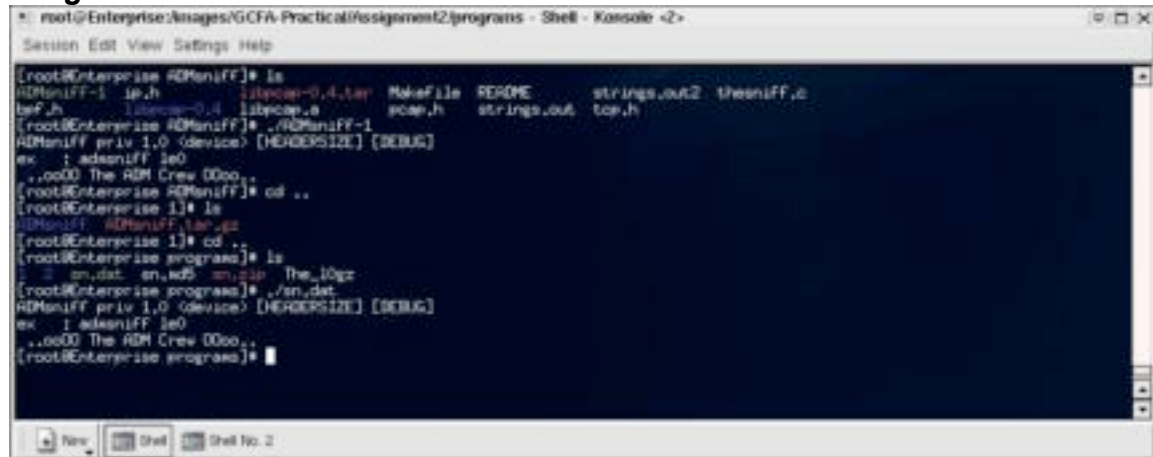 root@Enterprise:/images/GCFA-Practical/Assignment2/programs - Shell - Konsole <2>
Session Edit View Settings Help
[root@Enterprise ADMsniff]# ls
ADMsniff-1 ip.h libpcap-0.4.tar Makefile README strings.out2 thesniff.c
bpf.h libpcap-0.4 libpcap.a pcap.h strings.out tcp.h
[root@Enterprise ADMsniff]# ./ADMsniff-1
ADMsniff priv 1.0 <device> [HEADERSIZE] [DEBUG]
ex : admsniff le0
..ooOO The ADM Crew OOoo..
[root@Enterprise ADMsniff]# cd ..
[root@Enterprise 1]# ls
ADMsniff ADMsniff.tar.gz
[root@Enterprise 1]# cd ..
[root@Enterprise programs]# ls
1 2 sn.dat sn.md5 sn.zip The_l0gz
[root@Enterprise programs]# ./sn.dat
ADMsniff priv 1.0 <device> [HEADERSIZE] [DEBUG]
ex : admsniff le0
..ooOO The ADM Crew OOoo..
[root@Enterprise programs]#
New Shell Shell No. 2